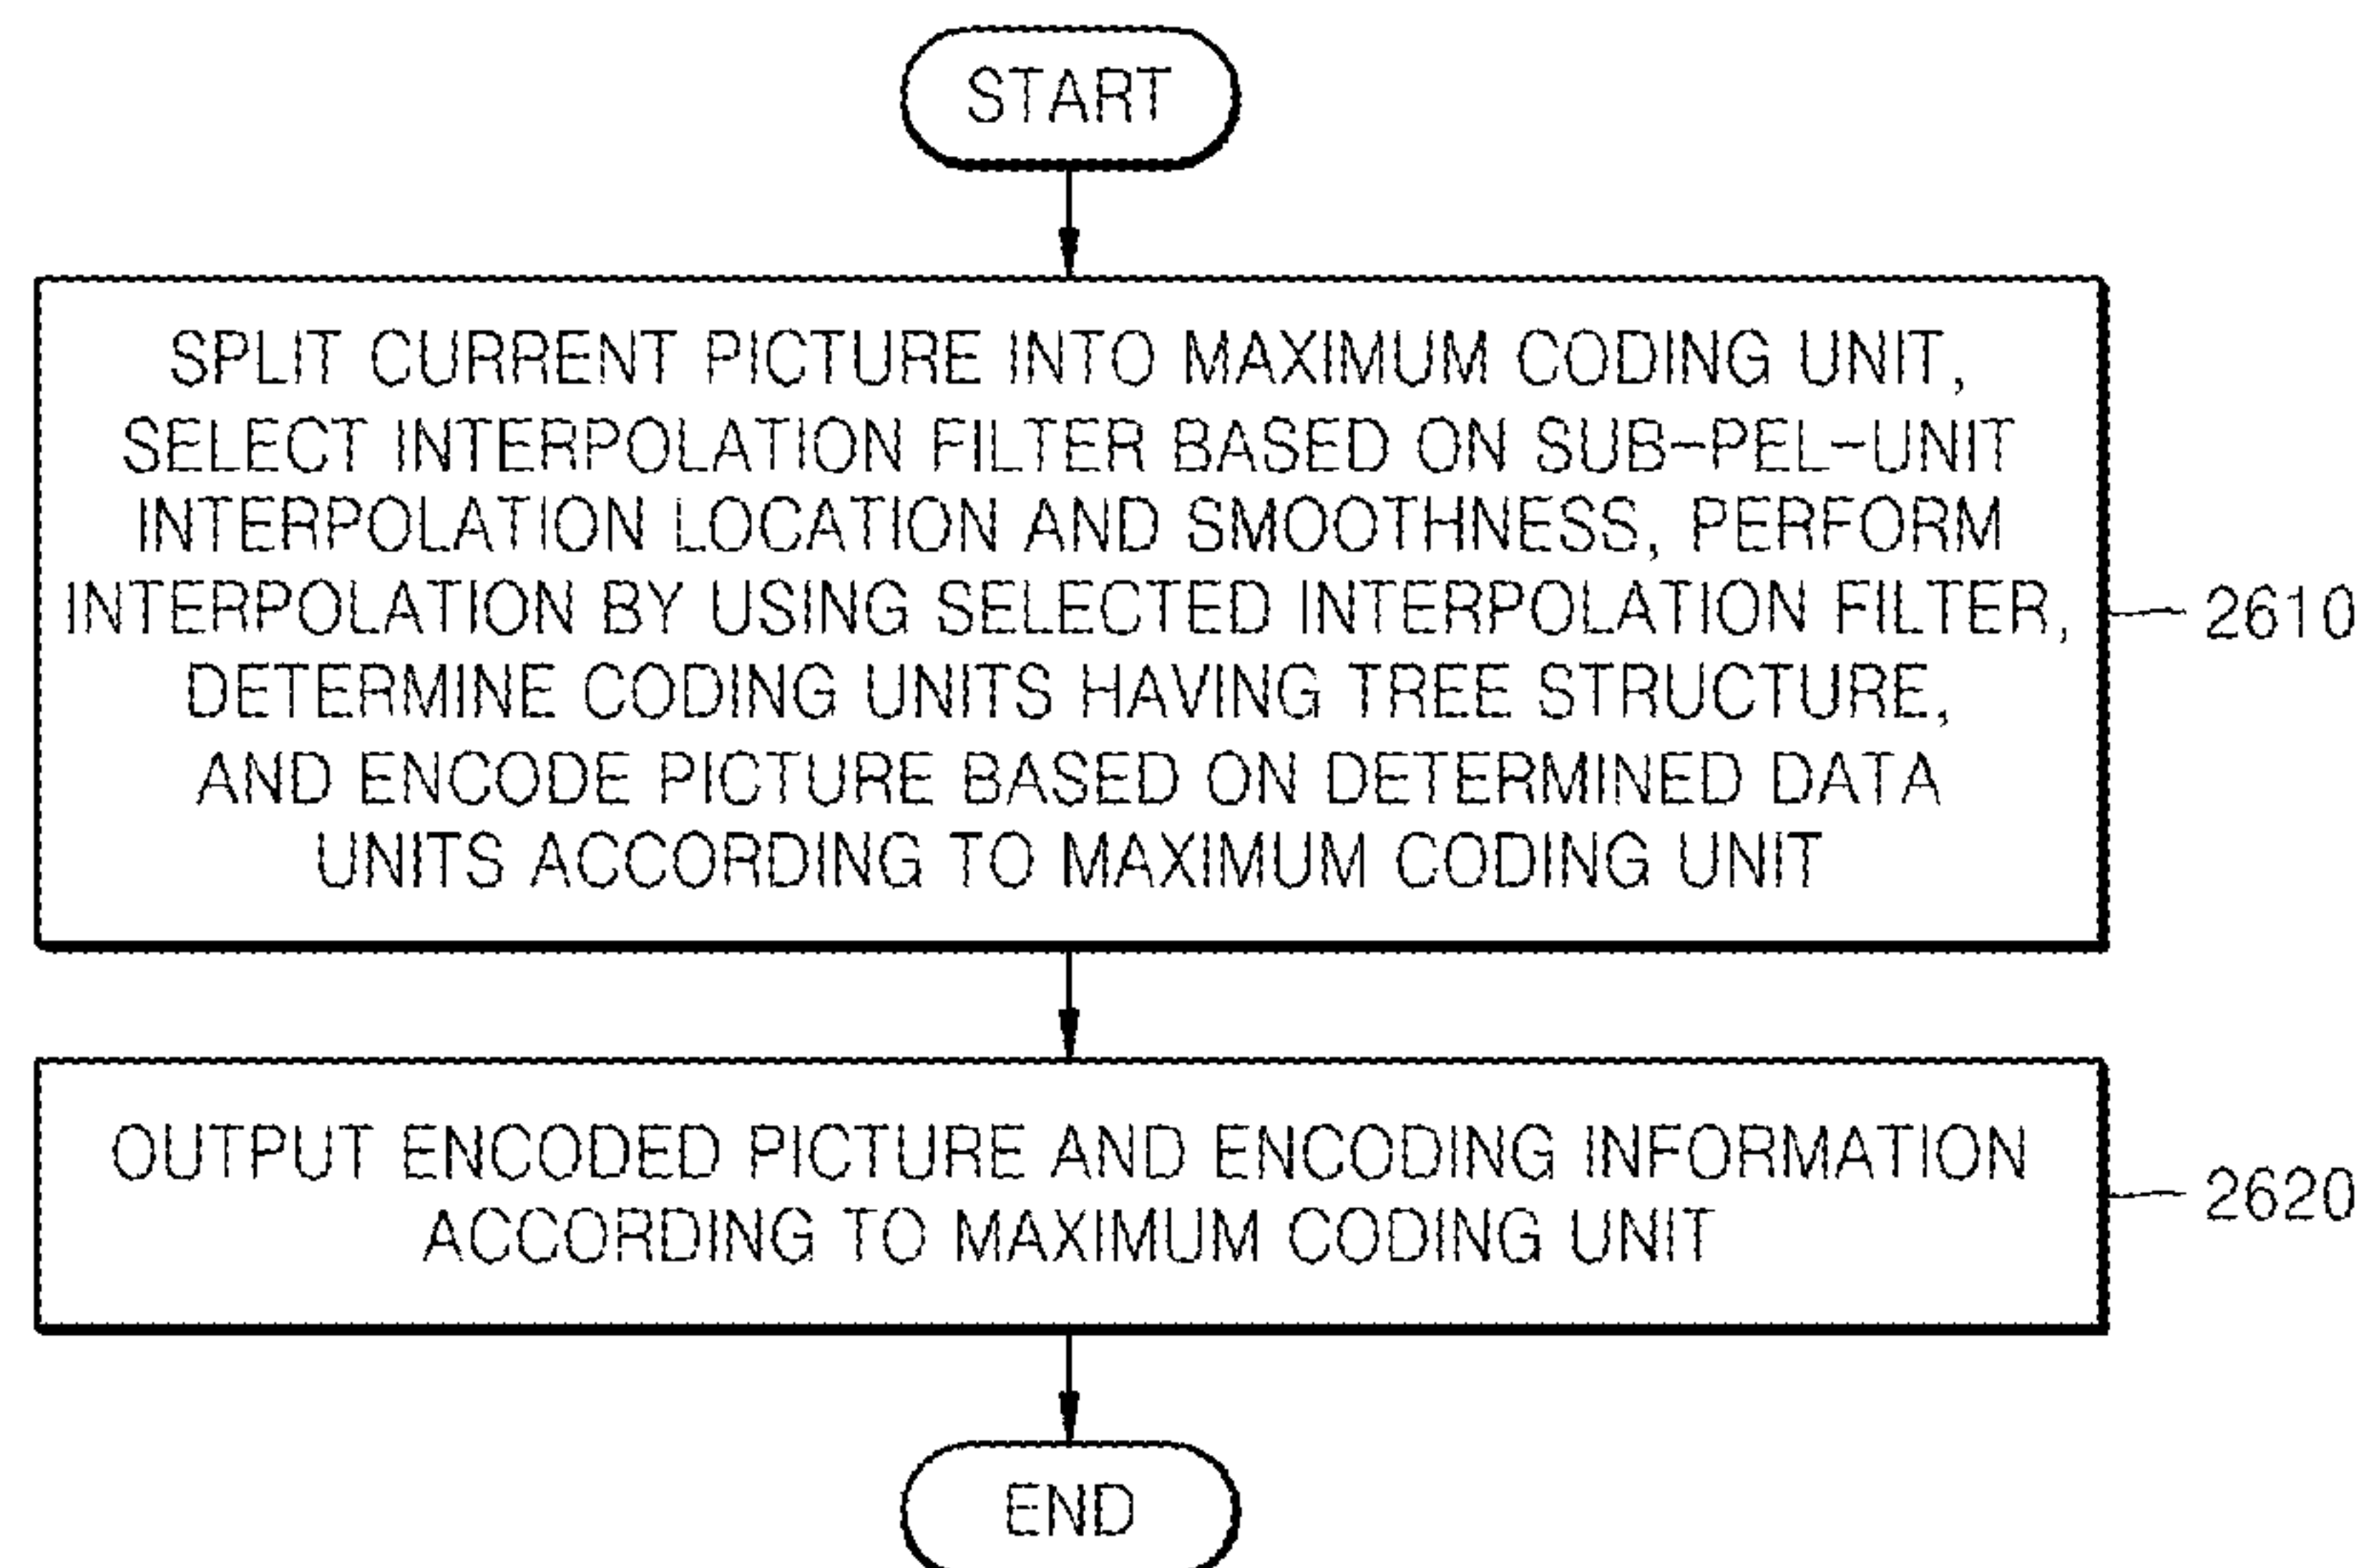 START
SPLIT CURRENT PICTURE INTO MAXIMUM CODING UNIT,
SELECT INTERPOLATION FILTER BASED ON SUB-PEL-UNIT
INTERPOLATION LOCATION AND SMOOTHNESS, PERFORM
INTERPOLATION BY USING SELECTED INTERPOLATION FILTER,
DETERMINE CODING UNITS HAVING TREE STRUCTURE,
AND ENCODE PICTURE BASED ON DETERMINED DATA
UNITS ACCORDING TO MAXIMUM CODING UNIT
2610
OUTPUT ENCODED PICTURE AND ENCODING INFORMATION
ACCORDING TO MAXIMUM CODING UNIT
2620
END